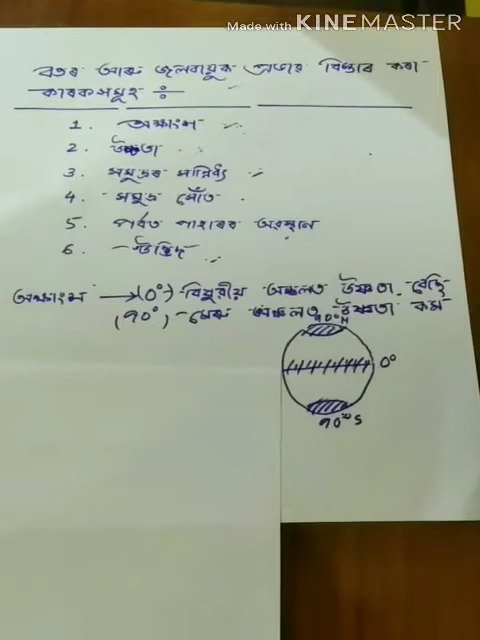 Made with KINEMASTER
বতৰ আৰু জলবায়ুক প্ৰভাৱ বিস্তাৰ কৰা
কাৰকসমূহ ÷
1. অক্ষাংশ
2. উচ্চতা
3. সমুদ্ৰৰ সান্নিধ্য
4. সমুদ্ৰ সোঁত
5. পৰ্বত পাহাৰৰ অৱস্থান
6. উদ্ভিদ
অক্ষাংশ → (0°) - বিষুৱীয় অঞ্চলত উষ্ণতা বেছি
(90°) - মেৰু অঞ্চলত উষ্ণতা কম
90° N
0°
90° S